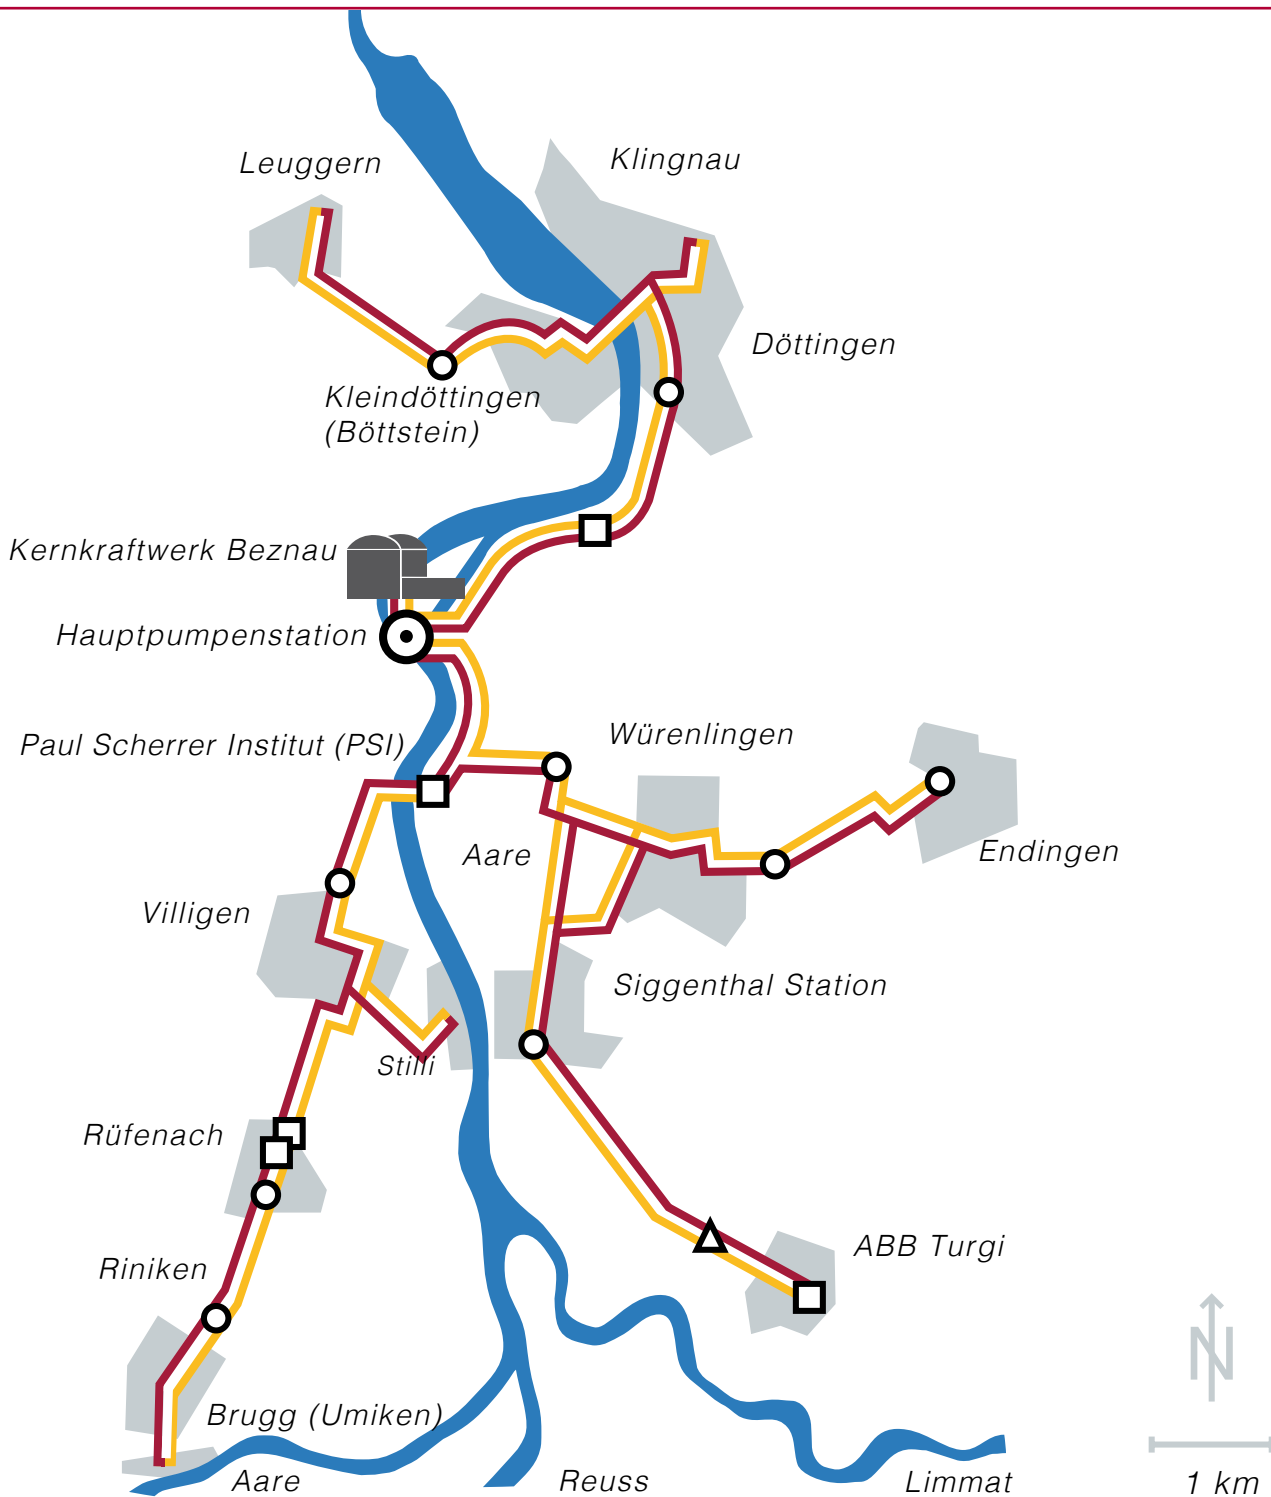 Klingnau
Leuggern
Döttingen
Kleindöttingen
(Böttstein)
Kernkraftwerk Beznau
Hauptpumpenstation
Würenlingen
Paul Scherrer Institut (PSI)
Aare
Endingen
Villigen
Siggenthal Station
Stilli
Rüfenach
ABB Turgi
Riniken
N
Brugg (Umiken)
Aare
Reuss
Limmat
1 km